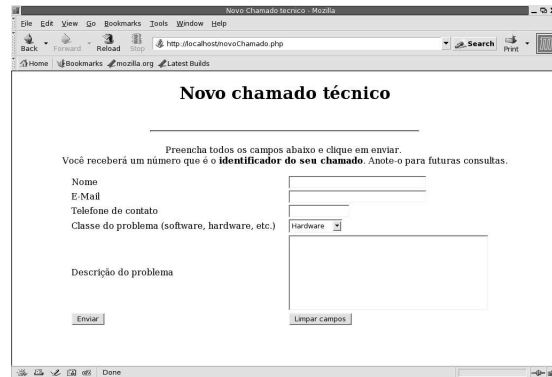 Novo Chamado tecnico - Mozilla
File Edit View Go Bookmarks Tools Window Help
Back Forward Reload Stop http://localhost/novoChamado.php Search Print
Home Bookmarks mozilla.org Latest Builds
Novo chamado técnico
Preencha todos os campos abaixo e clique em enviar.
Você receberá um número que é o identificador do seu chamado. Anote-o para futuras consultas.
Nome
E-Mail
Telefone de contato
Classe do problema (software, hardware, etc.) Hardware
Descrição do problema
Enviar Limpar campos
Done